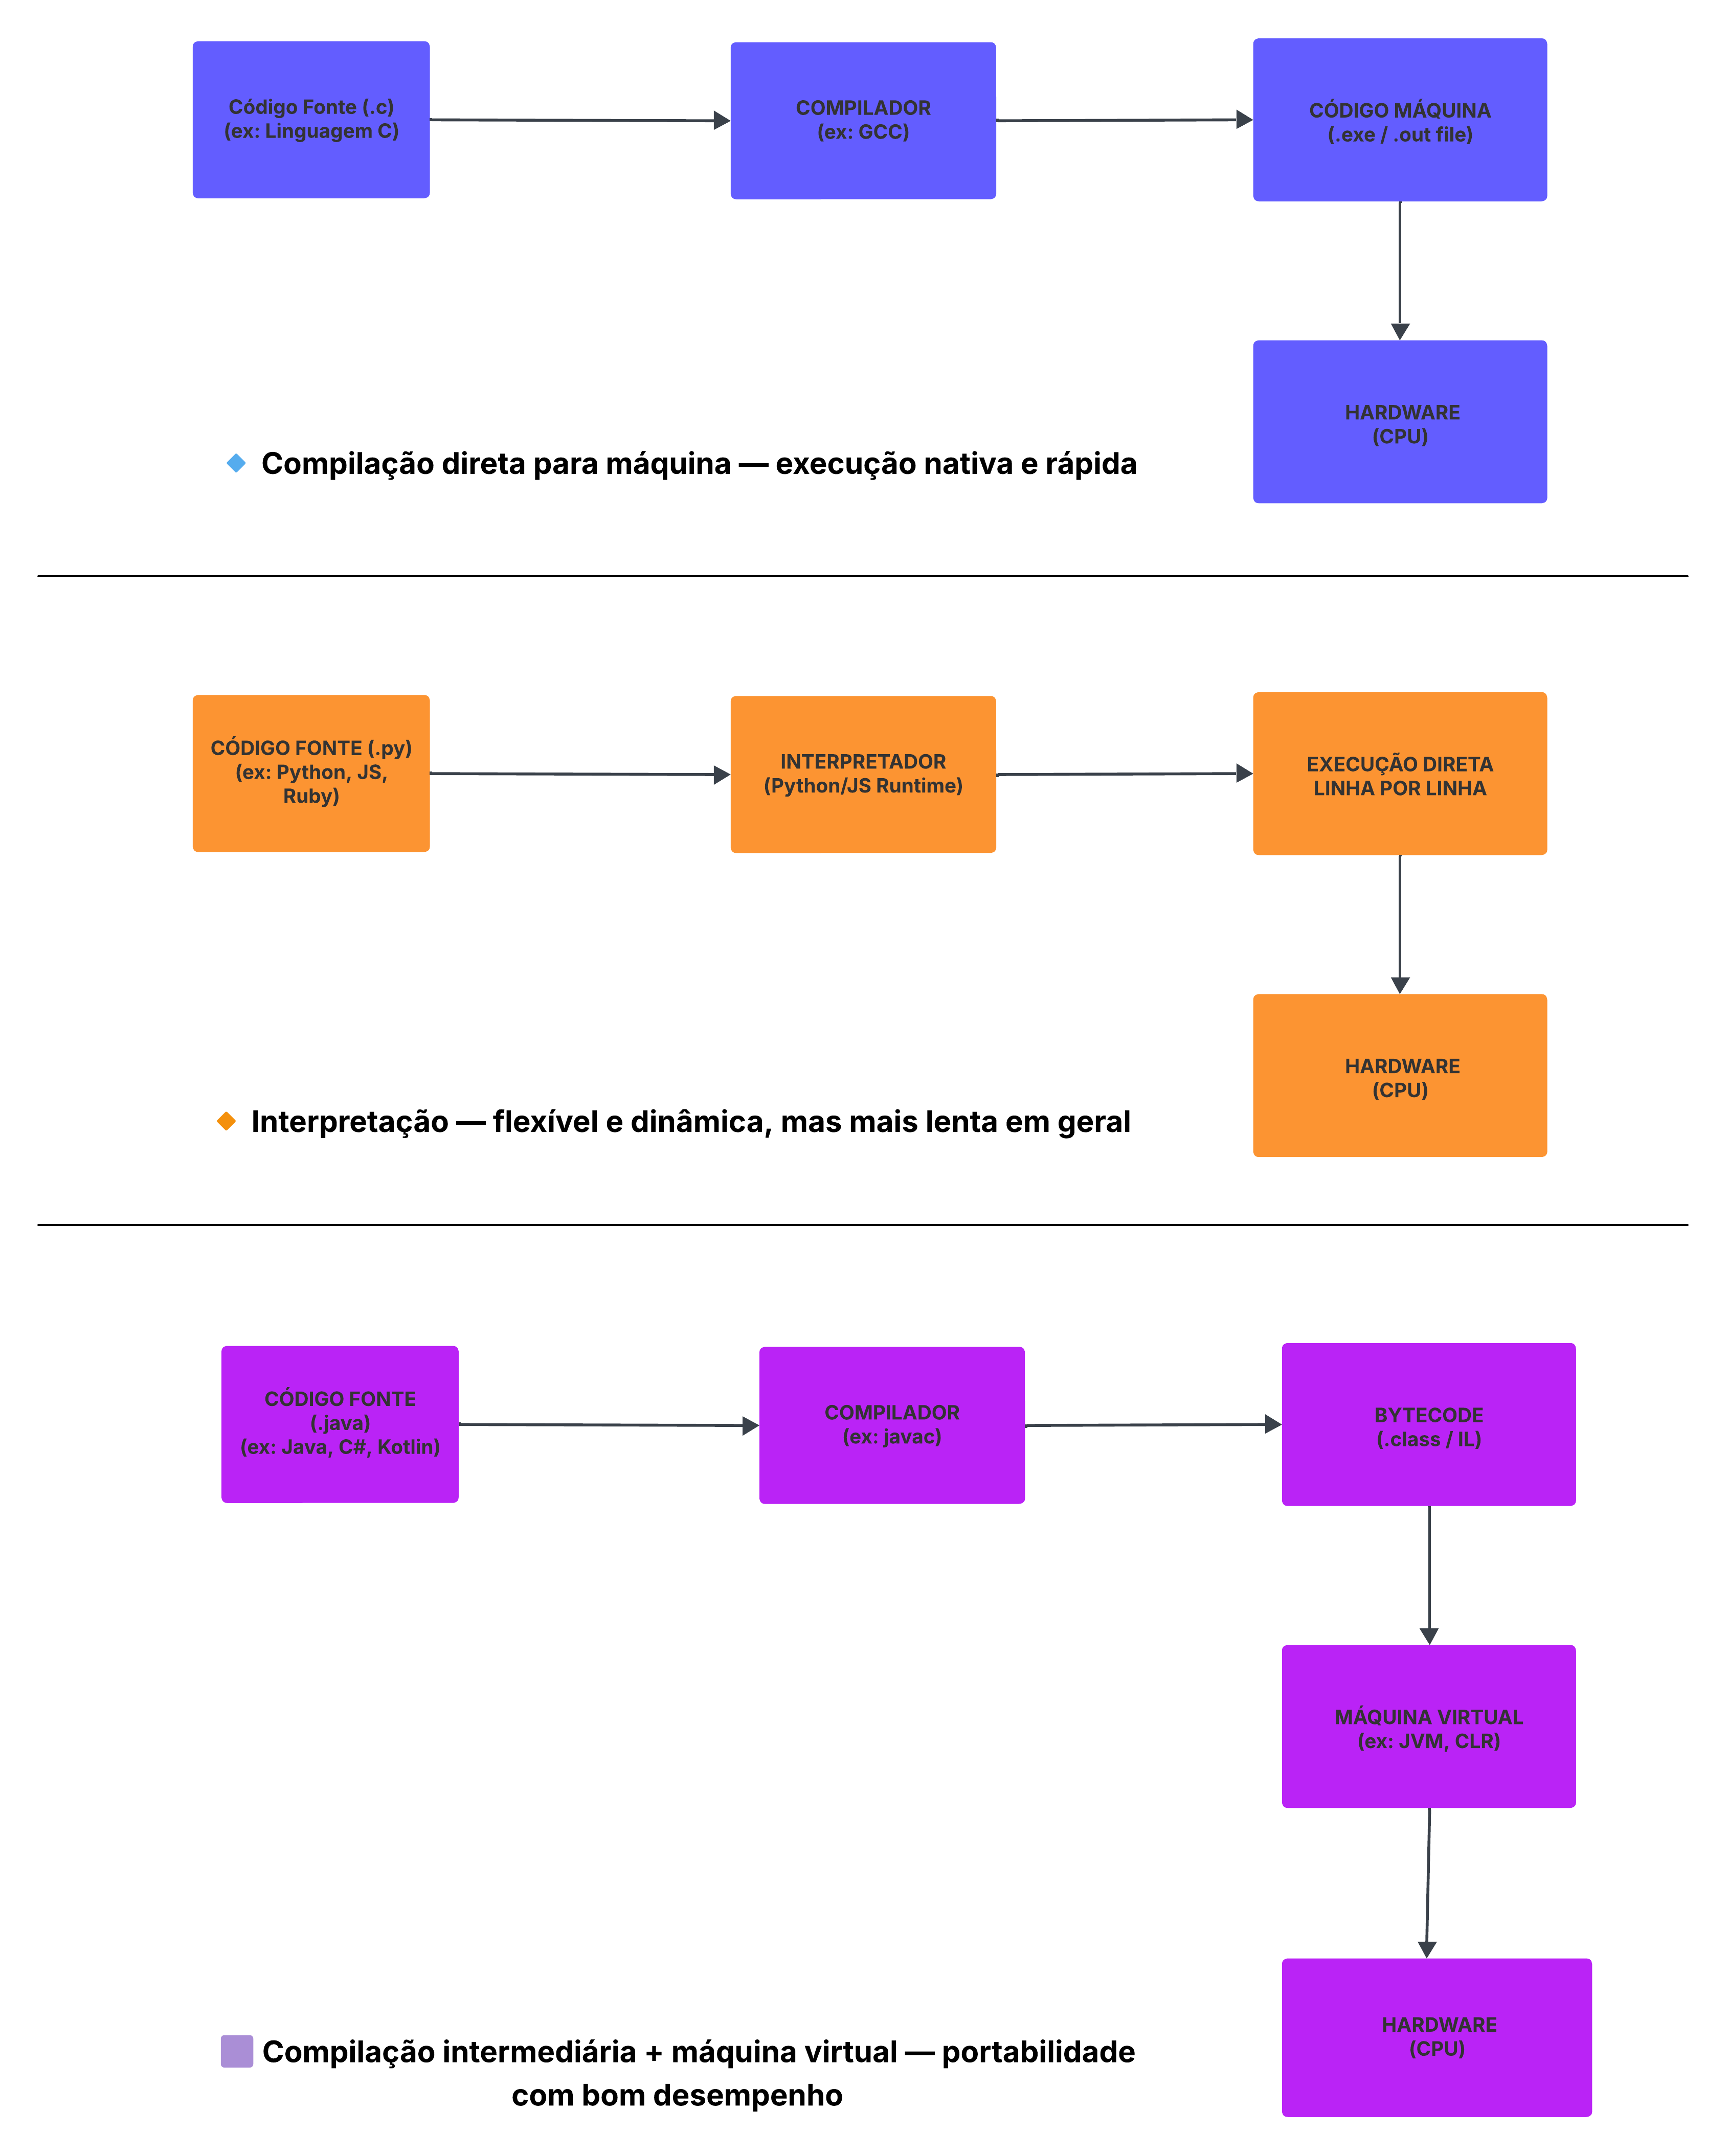 Código Fonte (.c)
(ex: Linguagem C)
COMPILADOR
(ex: GCC)
CÓDIGO MÁQUINA
(.exe / .out file)
HARDWARE
(CPU)
Compilação direta para máquina — execução nativa e rápida
CÓDIGO FONTE (.py)
(ex: Python, JS,
Ruby)
INTERPRETADOR
(Python/JS Runtime)
EXECUÇÃO DIRETA
LINHA POR LINHA
HARDWARE
(CPU)
Interpretação — flexível e dinâmica, mas mais lenta em geral
CÓDIGO FONTE
(.java)
(ex: Java, C#, Kotlin)
COMPILADOR
(ex: javac)
BYTECODE
(.class / IL)
MÁQUINA VIRTUAL
(ex: JVM, CLR)
HARDWARE
(CPU)
Compilação intermediária + máquina virtual — portabilidade
com bom desempenho